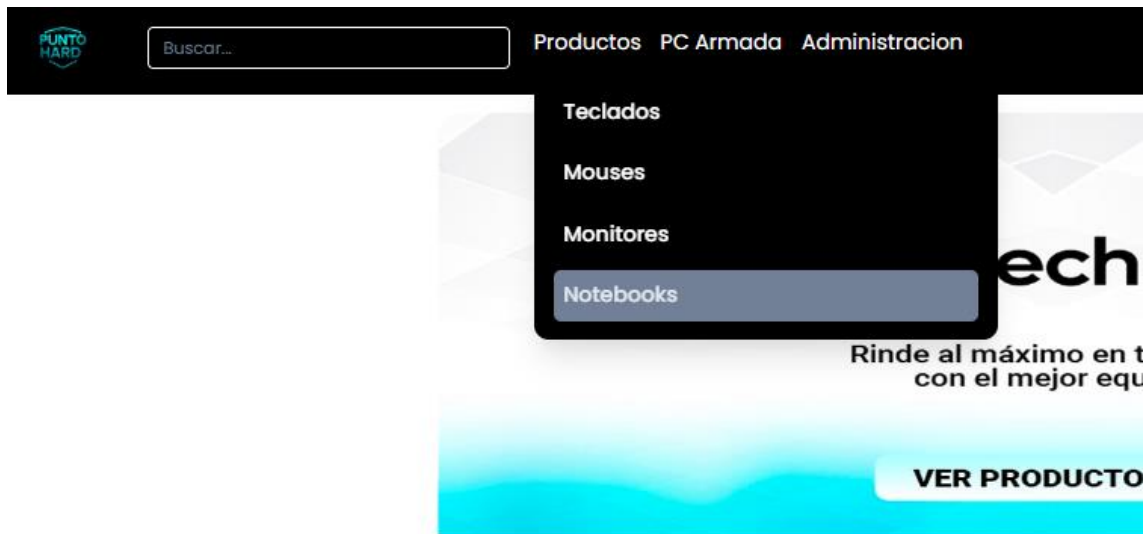 PUNTO
HARD
Buscar...
Productos PC Armada Administracion
Teclados
Mouses
Monitores
Notebooks
ech
Rinde al máximo en t
con el mejor equ
VER PRODUCTO